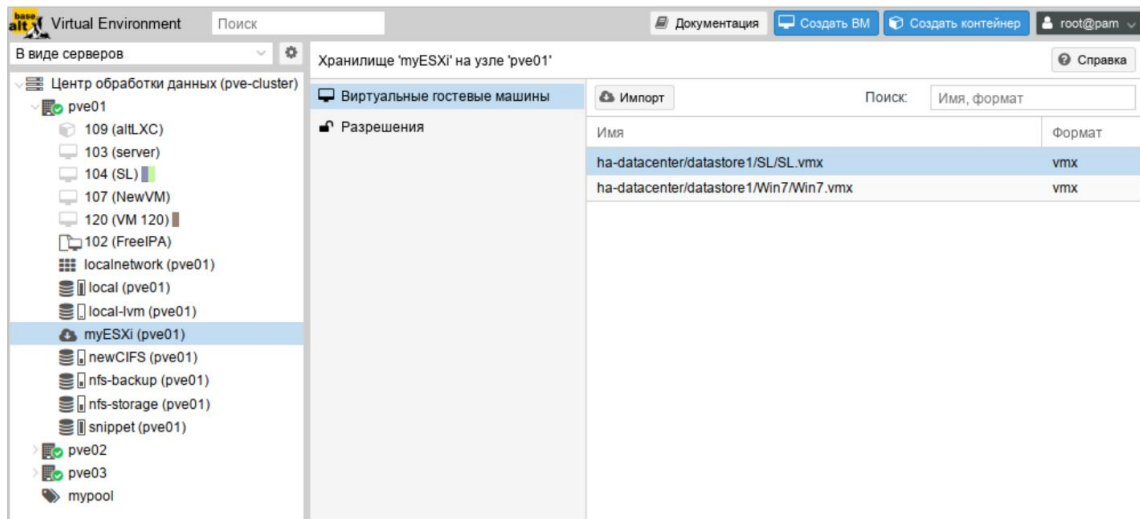 base alt Virtual Environment Поиск Документация Создать ВМ Создать контейнер root@pam
В виде серверов
Хранилище 'myESXi' на узле 'pve01' Справка
Центр обработки данных (pve-cluster)
pve01
109 (altLXC)
103 (server)
104 (SL)
107 (NewVM)
120 (VM 120)
102 (FreeIPA)
localnetwork (pve01)
local (pve01)
local-lvm (pve01)
myESXi (pve01)
newCIFS (pve01)
nfs-backup (pve01)
nfs-storage (pve01)
snippet (pve01)
pve02
pve03
mypool
Виртуальные гостевые машины
Разрешения
Импорт Поиск: Имя, формат
Имя Формат
ha-datacenter/datastore1/SL/SL.vmx vmx
ha-datacenter/datastore1/Win7/Win7.vmx vmx